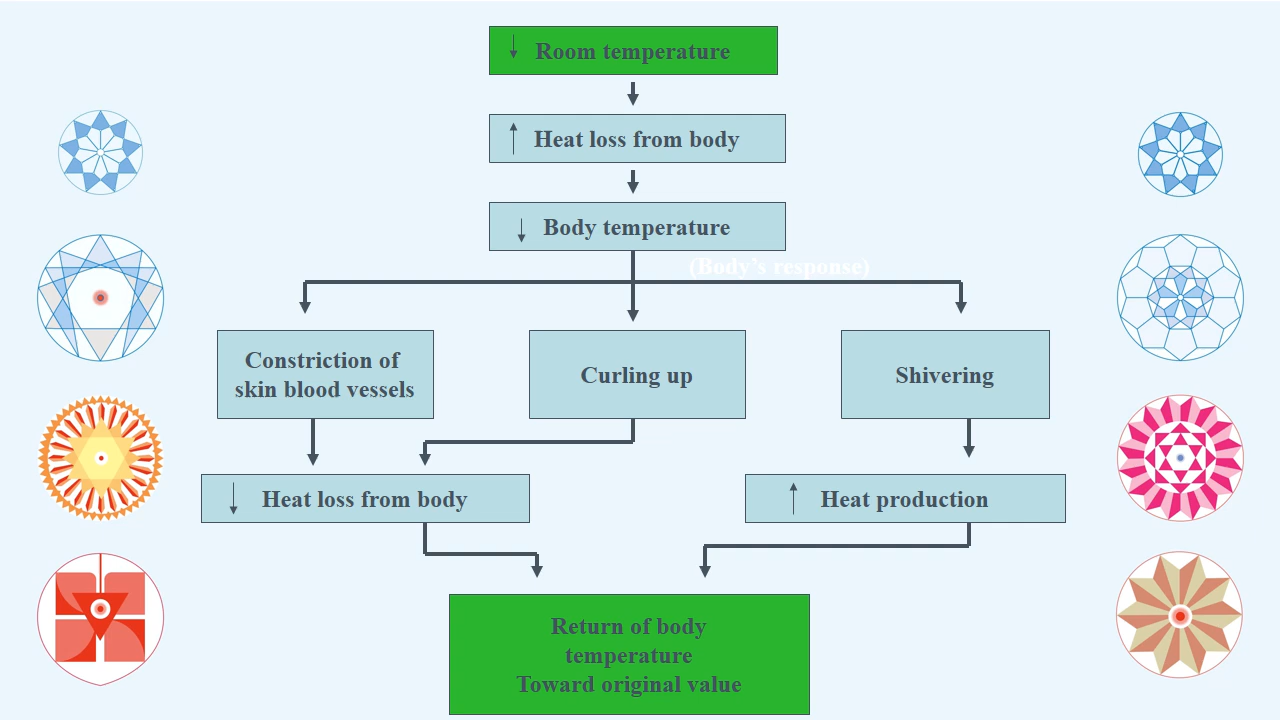 ↓ Room temperature
↑ Heat loss from body
↓ Body temperature
(Body’s response)
Constriction of
skin blood vessels
Curling up
Shivering
↓ Heat loss from body
↑ Heat production
Return of body
temperature
Toward original value